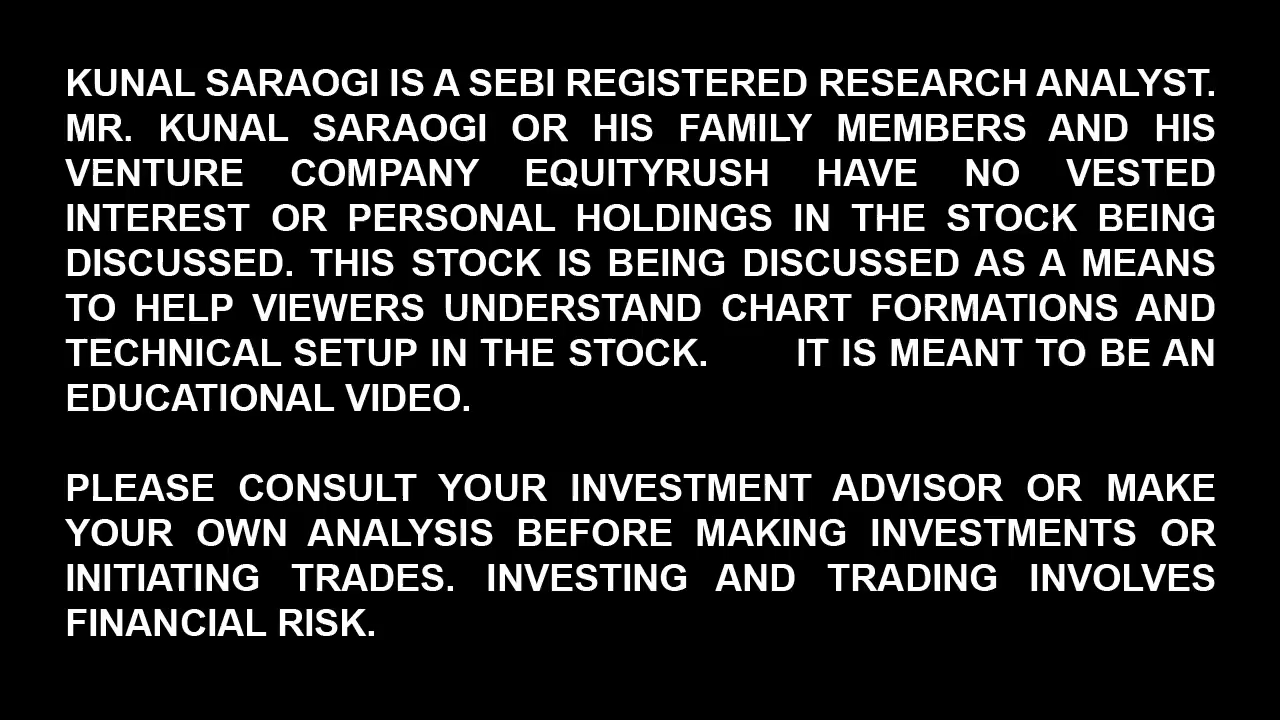 KUNAL SARAOGI IS A SEBI REGISTERED RESEARCH ANALYST.
MR. KUNAL SARAOGI OR HIS FAMILY MEMBERS AND HIS
VENTURE COMPANY EQUITYRUSH HAVE NO VESTED
INTEREST OR PERSONAL HOLDINGS IN THE STOCK BEING
DISCUSSED. THIS STOCK IS BEING DISCUSSED AS A MEANS
TO HELP VIEWERS UNDERSTAND CHART FORMATIONS AND
TECHNICAL SETUP IN THE STOCK. IT IS MEANT TO BE AN
EDUCATIONAL VIDEO.
PLEASE CONSULT YOUR INVESTMENT ADVISOR OR MAKE
YOUR OWN ANALYSIS BEFORE MAKING INVESTMENTS OR
INITIATING TRADES. INVESTING AND TRADING INVOLVES
FINANCIAL RISK.